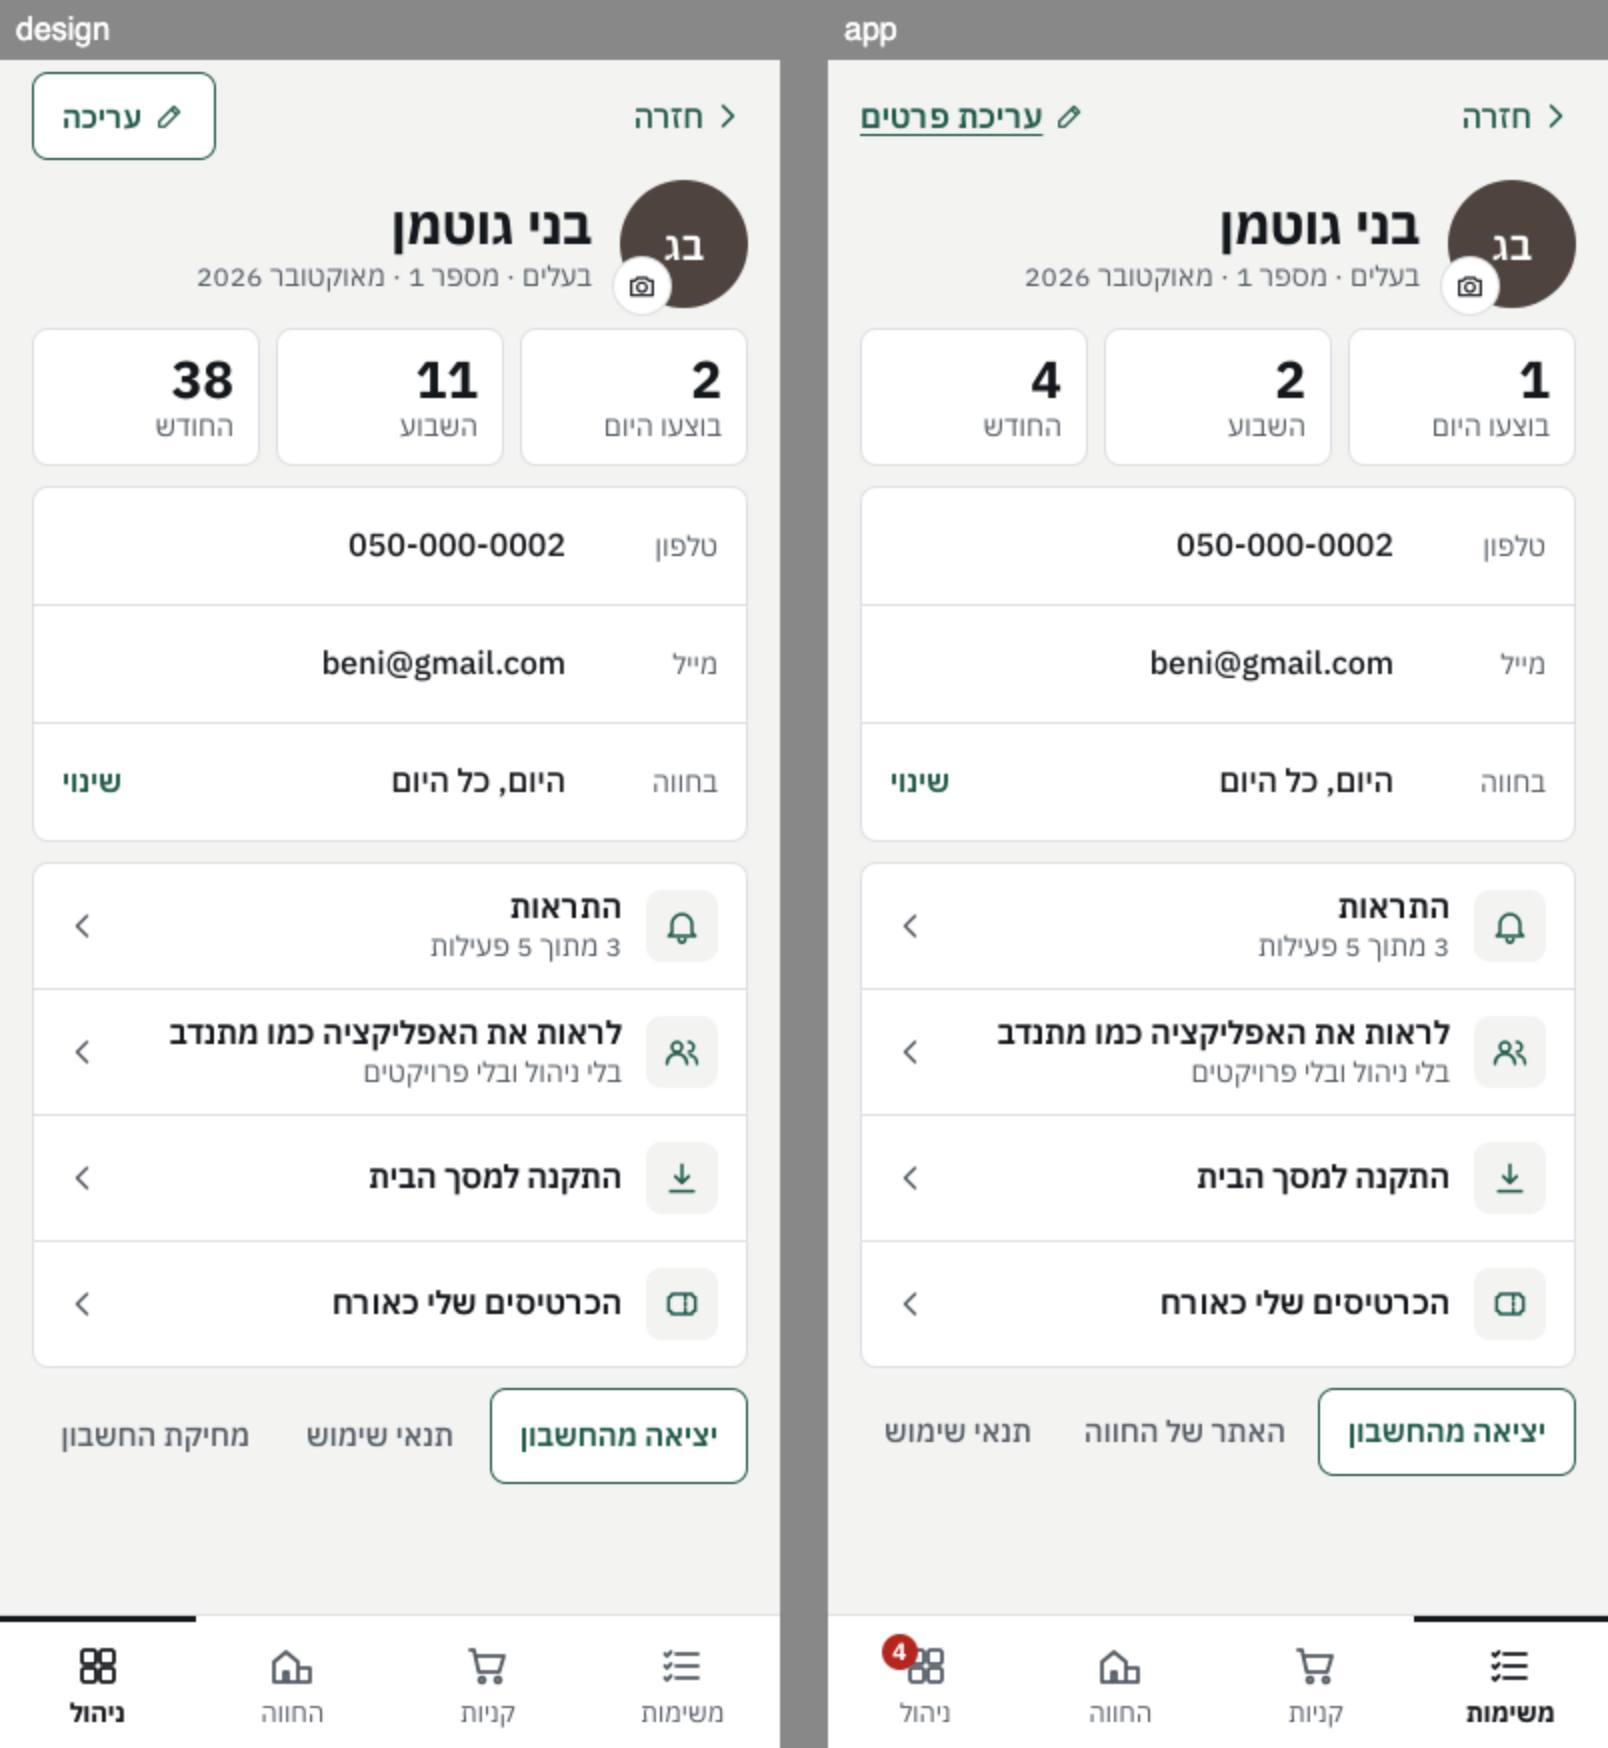 design
חזרה
עריכה
בני גוטמן
בג
בעלים · מספר 1 · מאוקטובר 2026
2
בוצעו היום
11
השבוע
38
החודש
טלפון
050-000-0002
מייל
beni@gmail.com
בחווה
היום, כל היום
שינוי
התראות
3 מתוך 5 פעילות
לראות את האפליקציה כמו מתנדב
בלי ניהול ובלי פרויקטים
התקנה למסך הבית
הכרטיסים שלי כאורח
יציאה מהחשבון
תנאי שימוש
מחיקת החשבון
משימות
קניות
החווה
ניהול
app
חזרה
עריכת פרטים
בני גוטמן
בג
בעלים · מספר 1 · מאוקטובר 2026
1
בוצעו היום
2
השבוע
4
החודש
טלפון
050-000-0002
מייל
beni@gmail.com
בחווה
היום, כל היום
שינוי
התראות
3 מתוך 5 פעילות
לראות את האפליקציה כמו מתנדב
בלי ניהול ובלי פרויקטים
התקנה למסך הבית
הכרטיסים שלי כאורח
יציאה מהחשבון
האתר של החווה
תנאי שימוש
משימות
קניות
החווה
4
ניהול